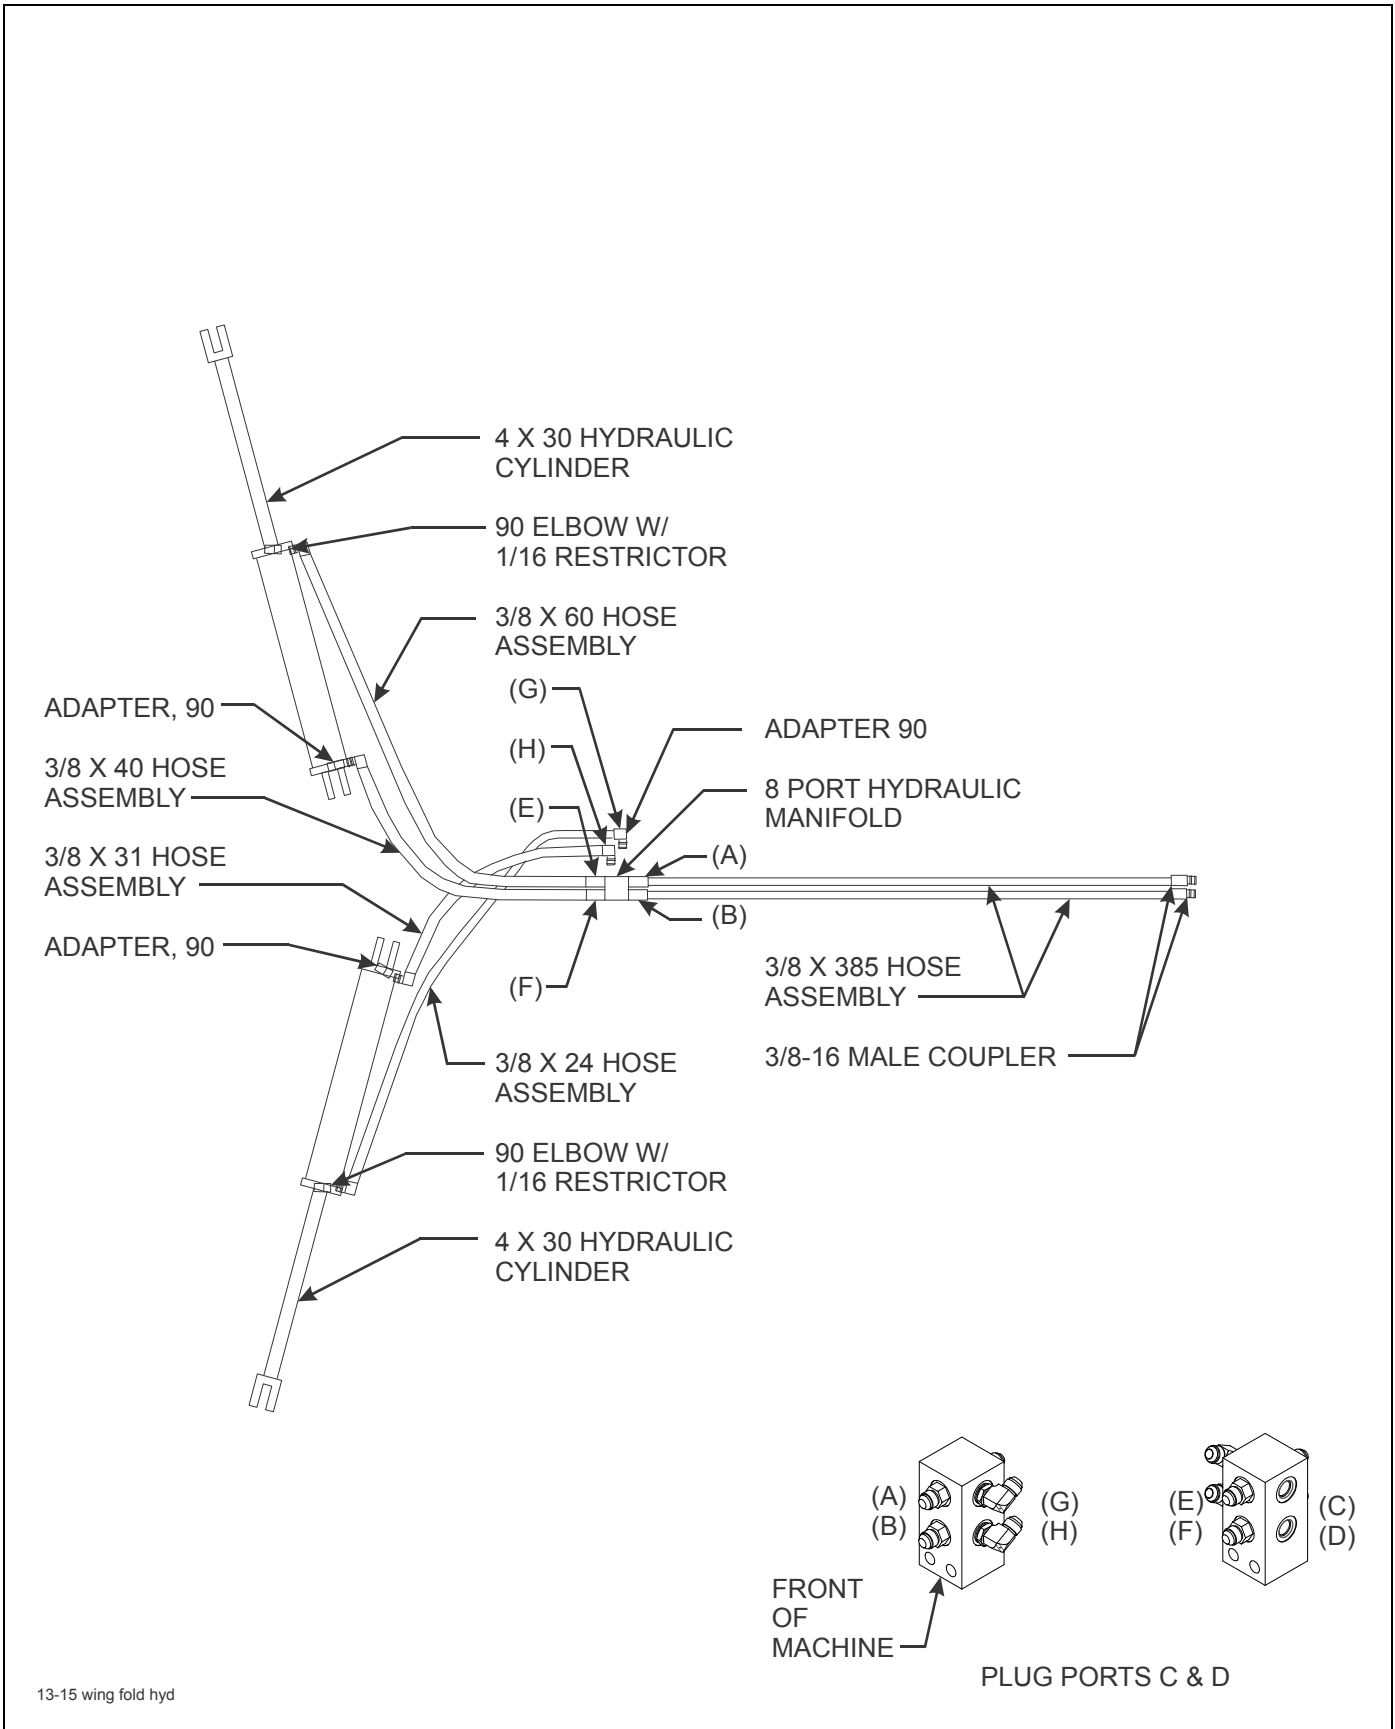 4 X 30 HYDRAULIC
CYLINDER
90 ELBOW W/
1/16 RESTRICTOR
3/8 X 60 HOSE
ASSEMBLY
(G)
ADAPTER, 90
ADAPTER 90
(H)
3/8 X 40 HOSE
ASSEMBLY
8 PORT HYDRAULIC
MANIFOLD
(E)
3/8 X 31 HOSE
ASSEMBLY
(A)
(B)
ADAPTER, 90
(F)
3/8 X 385 HOSE
ASSEMBLY
3/8-16 MALE COUPLER
3/8 X 24 HOSE
ASSEMBLY
90 ELBOW W/
1/16 RESTRICTOR
4 X 30 HYDRAULIC
CYLINDER
(A)
(B)
(G)
(H)
(E)
(F)
(C)
(D)
FRONT
OF
MACHINE
PLUG PORTS C & D
13-15 wing fold hyd